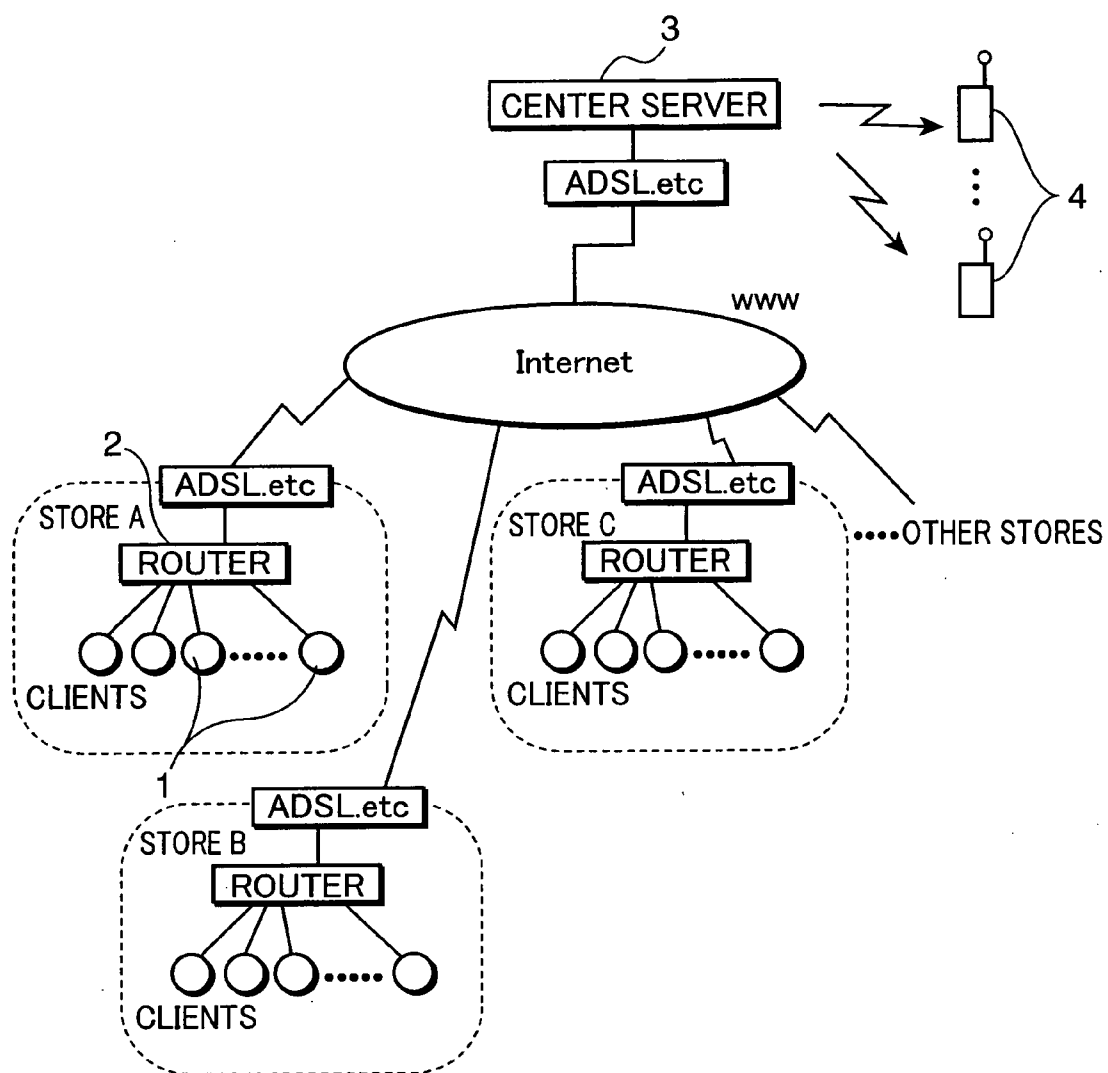 3
CENTER SERVER
ADSL.etc
4
www
Internet
2
ADSL.etc
STORE A
ROUTER
CLIENTS
1
ADSL.etc
STORE C
ROUTER
CLIENTS
OTHER STORES
ADSL.etc
STORE B
ROUTER
CLIENTS